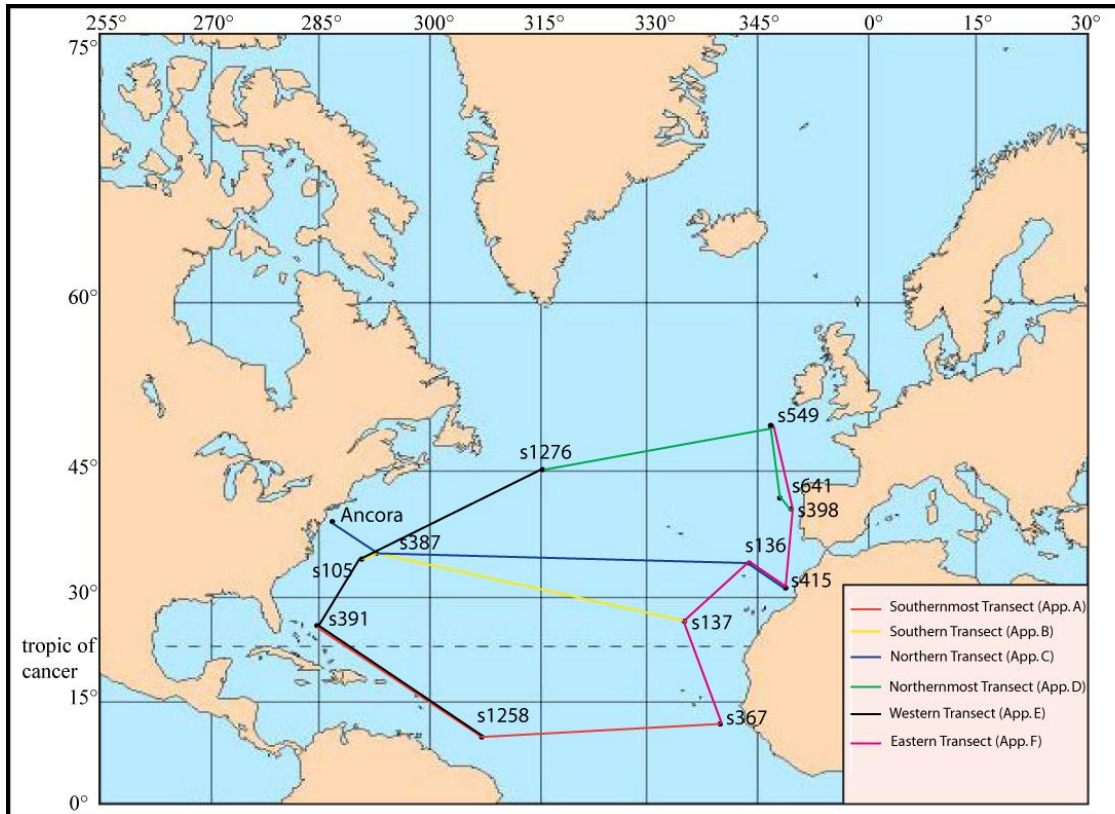 255° 270° 285° 300° 315° 330° 345° 0° 15° 30°
75°
60°
s549
s1276
45°
s641
Ancora
s398
s387
s136
s105
s415
30°
s391
s137
tropic of
cancer
15°
s1258
s367
0°
Southernmost Transect (App. A)
Southern Transect (App. B)
Northern Transect (App. C)
Northernmost Transect (App. D)
Western Transect (App. E)
Eastern Transect (App. F)